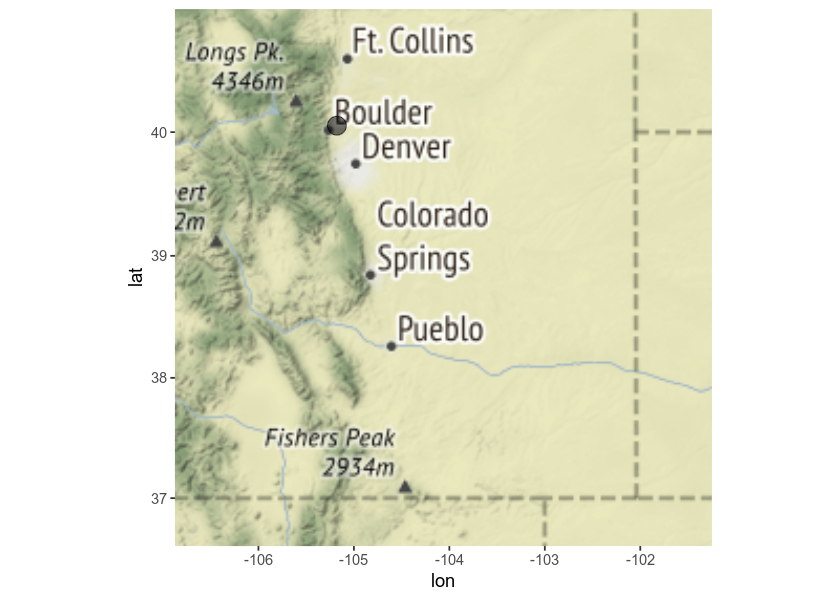 Ft. Collins
Longs Pk.
4346m
Boulder
Denver
ert
2m
Colorado
Springs
Pueblo
Fishers Peak
2934m
40
39
38
37
lat
-106
-105
-104
-103
-102
lon